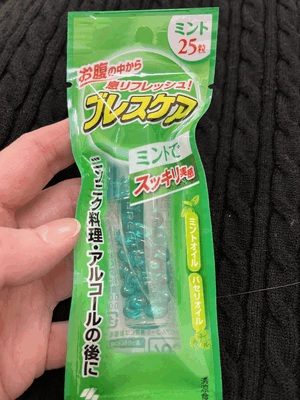 ミント
25粒
お腹の中から
息リフレッシュ!
ブレスケア
ミントで
スッキリ実感
ニンニク料理・アルコールの後に
ミントオイル
パセリオイル
清涼食